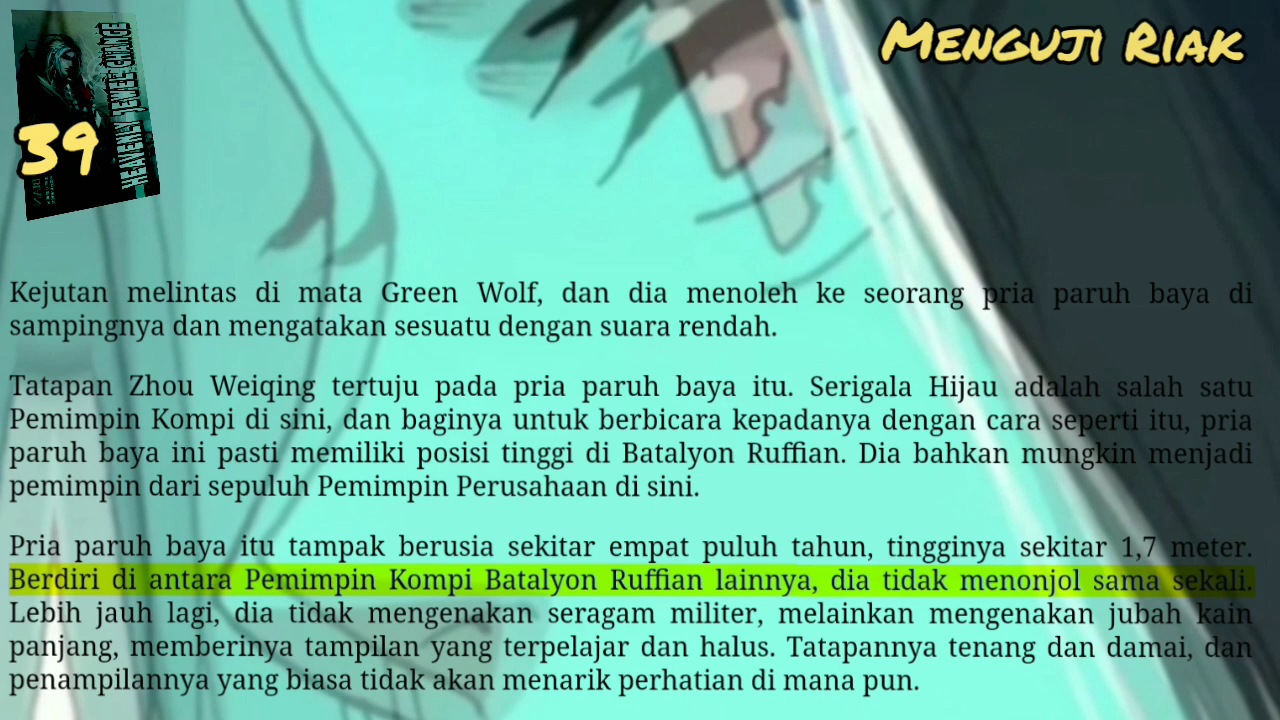 Menguji Riak
HEAVENLY JEWEL CHANGE
39
Kejutan melintas di mata Green Wolf, dan dia menoleh ke seorang pria paruh baya di
sampingnya dan mengatakan sesuatu dengan suara rendah.
Tatapan Zhou Weiqing tertuju pada pria paruh baya itu. Serigala Hijau adalah salah satu
Pemimpin Kompi di sini, dan baginya untuk berbicara kepadanya dengan cara seperti itu, pria
paruh baya ini pasti memiliki posisi tinggi di Batalyon Ruffian. Dia bahkan mungkin menjadi
pemimpin dari sepuluh Pemimpin Perusahaan di sini.
Pria paruh baya itu tampak berusia sekitar empat puluh tahun, tingginya sekitar 1,7 meter.
Berdiri di antara Pemimpin Kompi Batalyon Ruffian lainnya, dia tidak menonjol sama sekali.
Lebih jauh lagi, dia tidak mengenakan seragam militer, melainkan mengenakan jubah kain
panjang, memberinya tampilan yang terpelajar dan halus. Tatapannya tenang dan damai, dan
penampilannya yang biasa tidak akan menarik perhatian di mana pun.